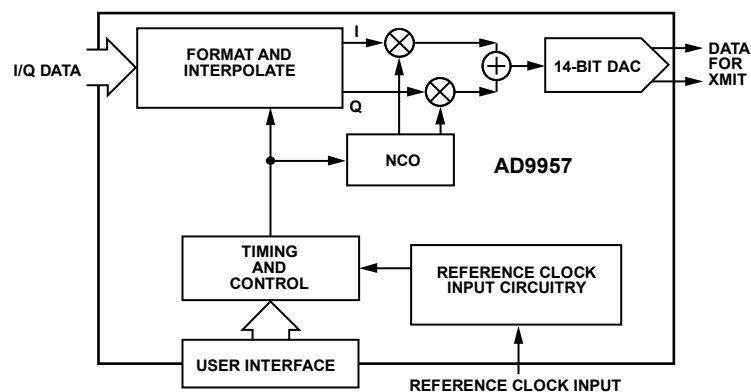 I/Q DATA
FORMAT AND
INTERPOLATE
I
Q
14-BIT DAC
DATA
FOR
XMIT
NCO
AD9957
TIMING
AND
CONTROL
REFERENCE CLOCK
INPUT CIRCUITRY
USER INTERFACE
REFERENCE CLOCK INPUT